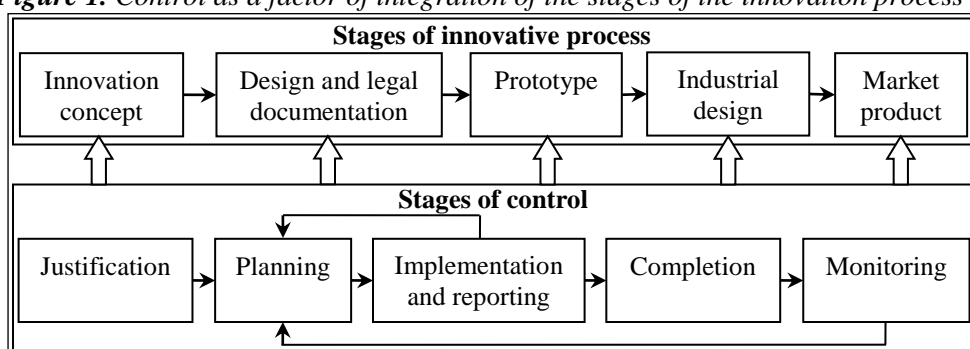 Figure 1. Control as a factor of integration of the stages of the innovation process
Stages of innovative process
Innovation
concept
Design and legal
documentation
Prototype
Industrial
design
Market
product
Stages of control
Justification
Planning
Implementation
and reporting
Completion
Monitoring